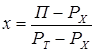 x = (П - P_X) / (P_T - P_X)